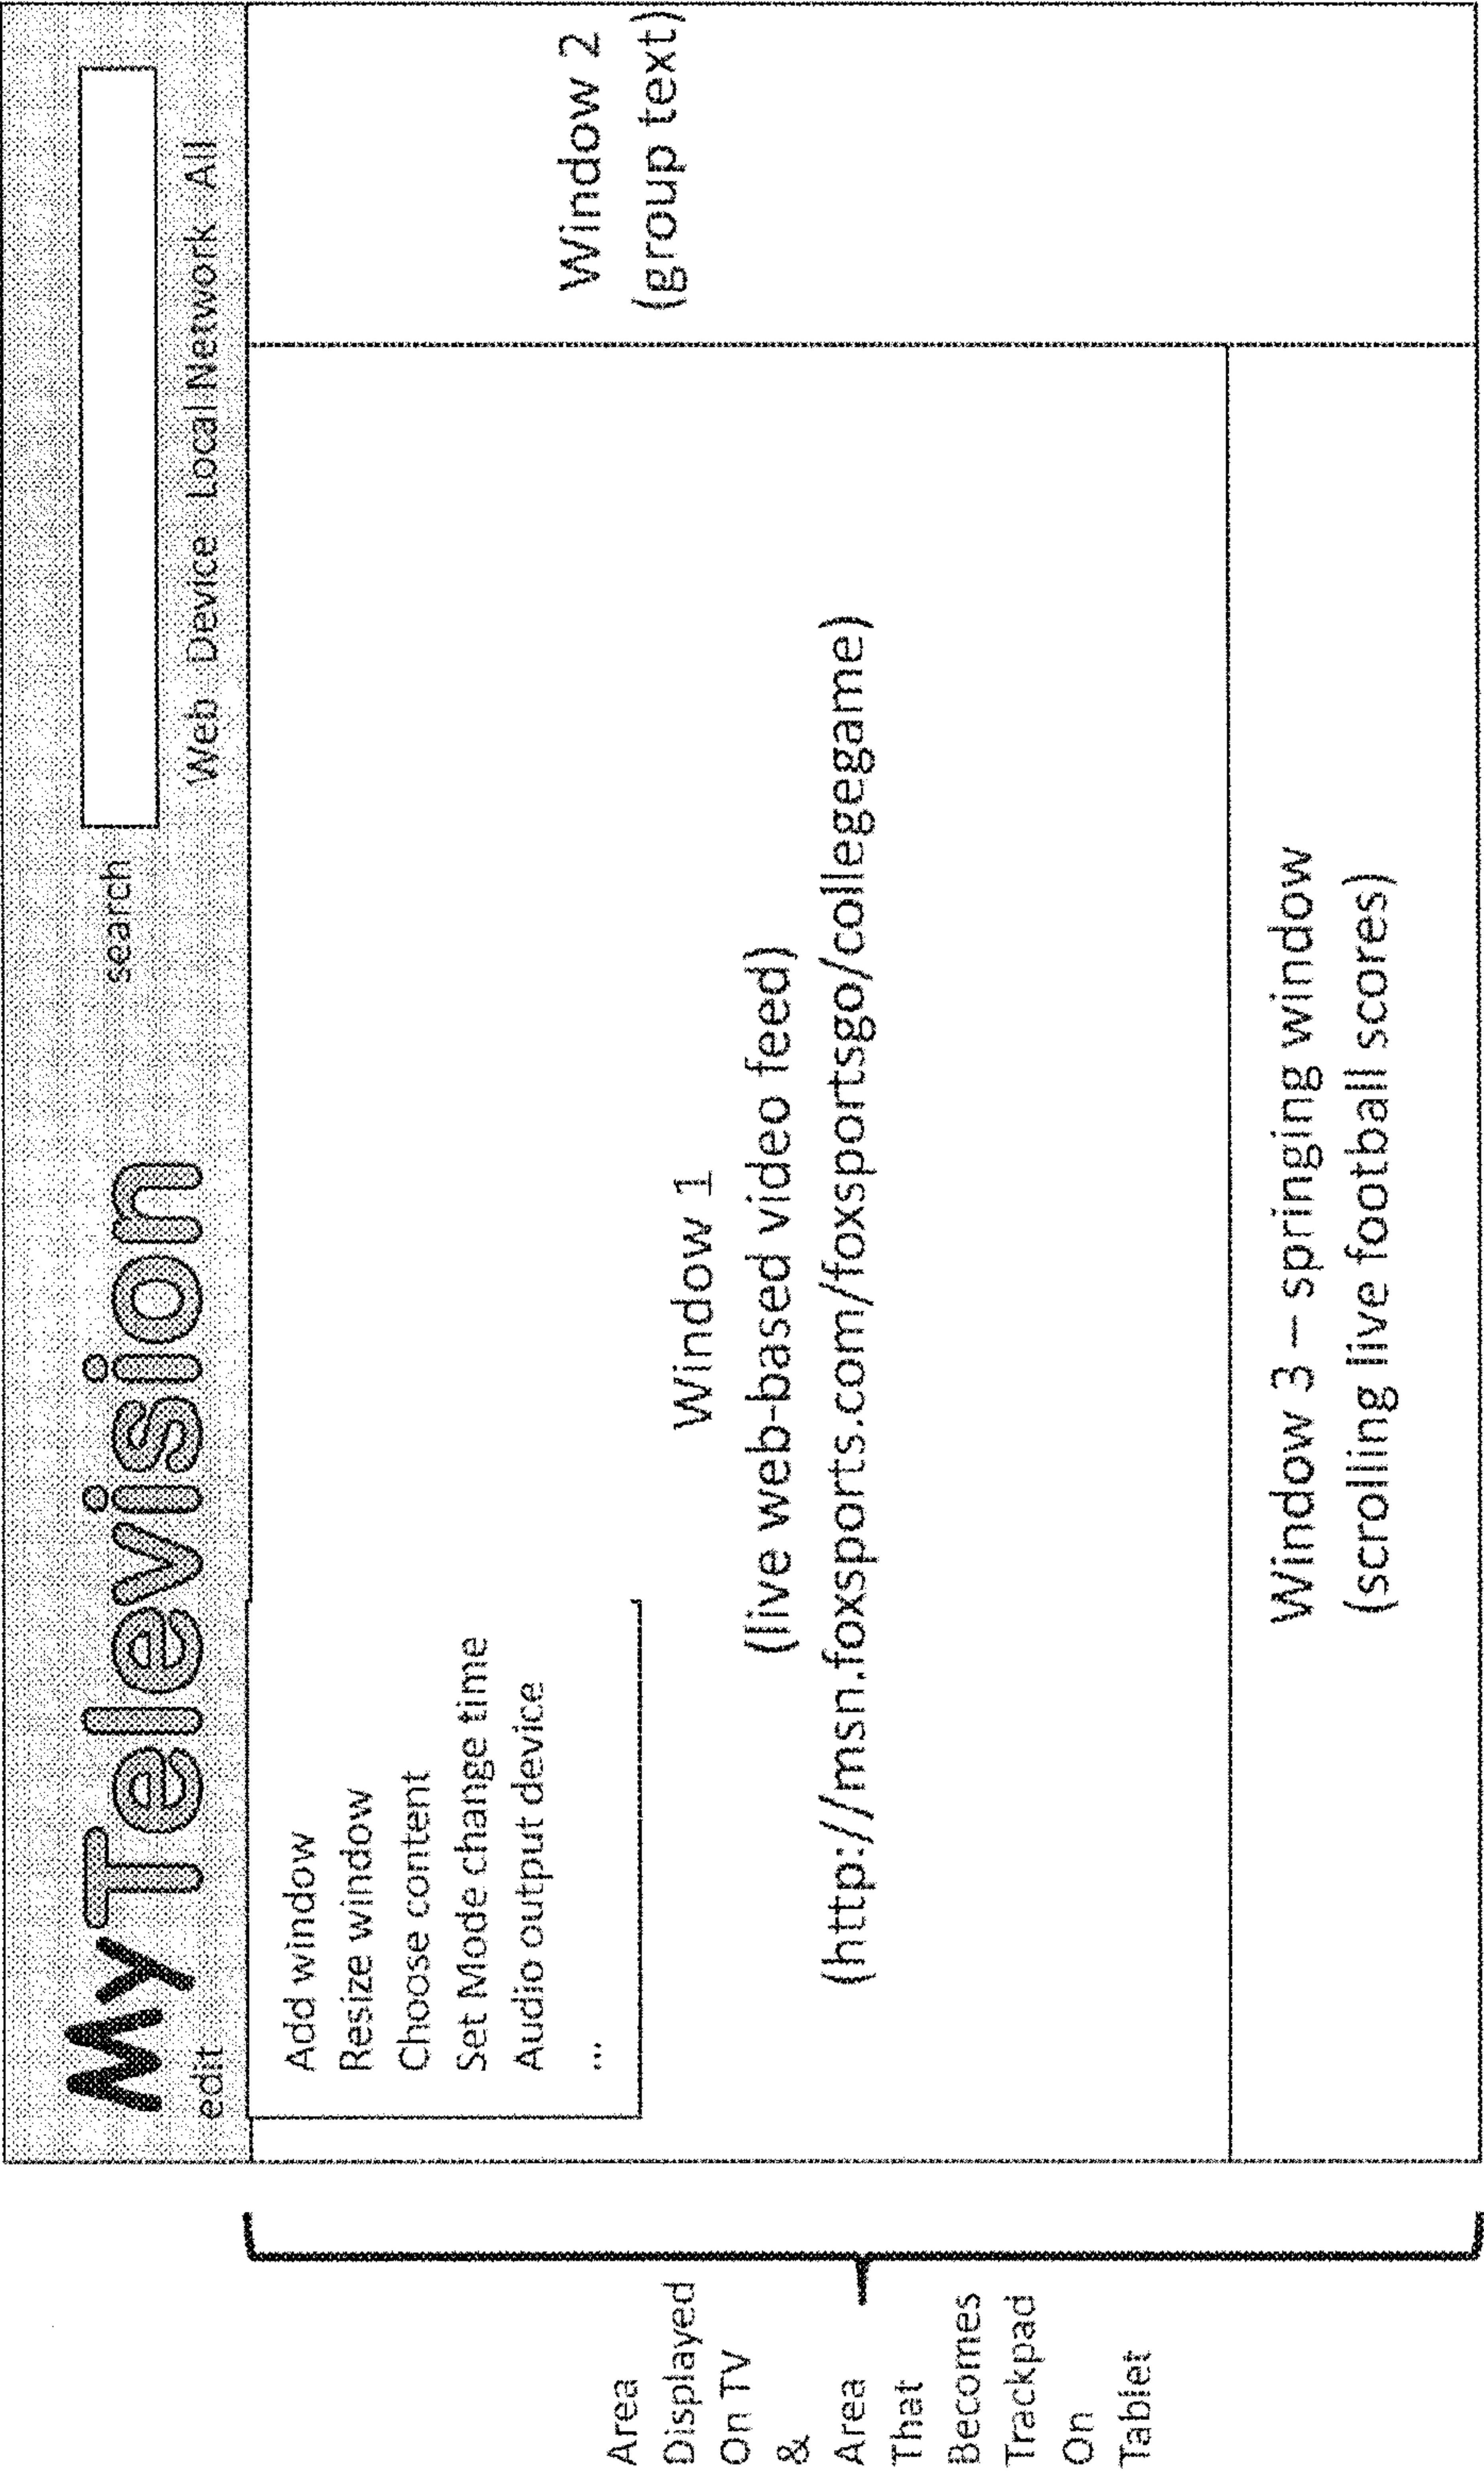 My Television
search
edit
Web Device Local Network All
Add window
Resize window
Choose content
Set Mode change time
Audio output device
...
Window 1
(live web-based video feed)
(http://msn.foxsports.com/foxsportsgo/collegegame)
Window 2
(group text)
Window 3 – springing window
(scrolling live football scores)
Area
Displayed
On TV
&
Area
That
Becomes
Trackpad
On
Tablet